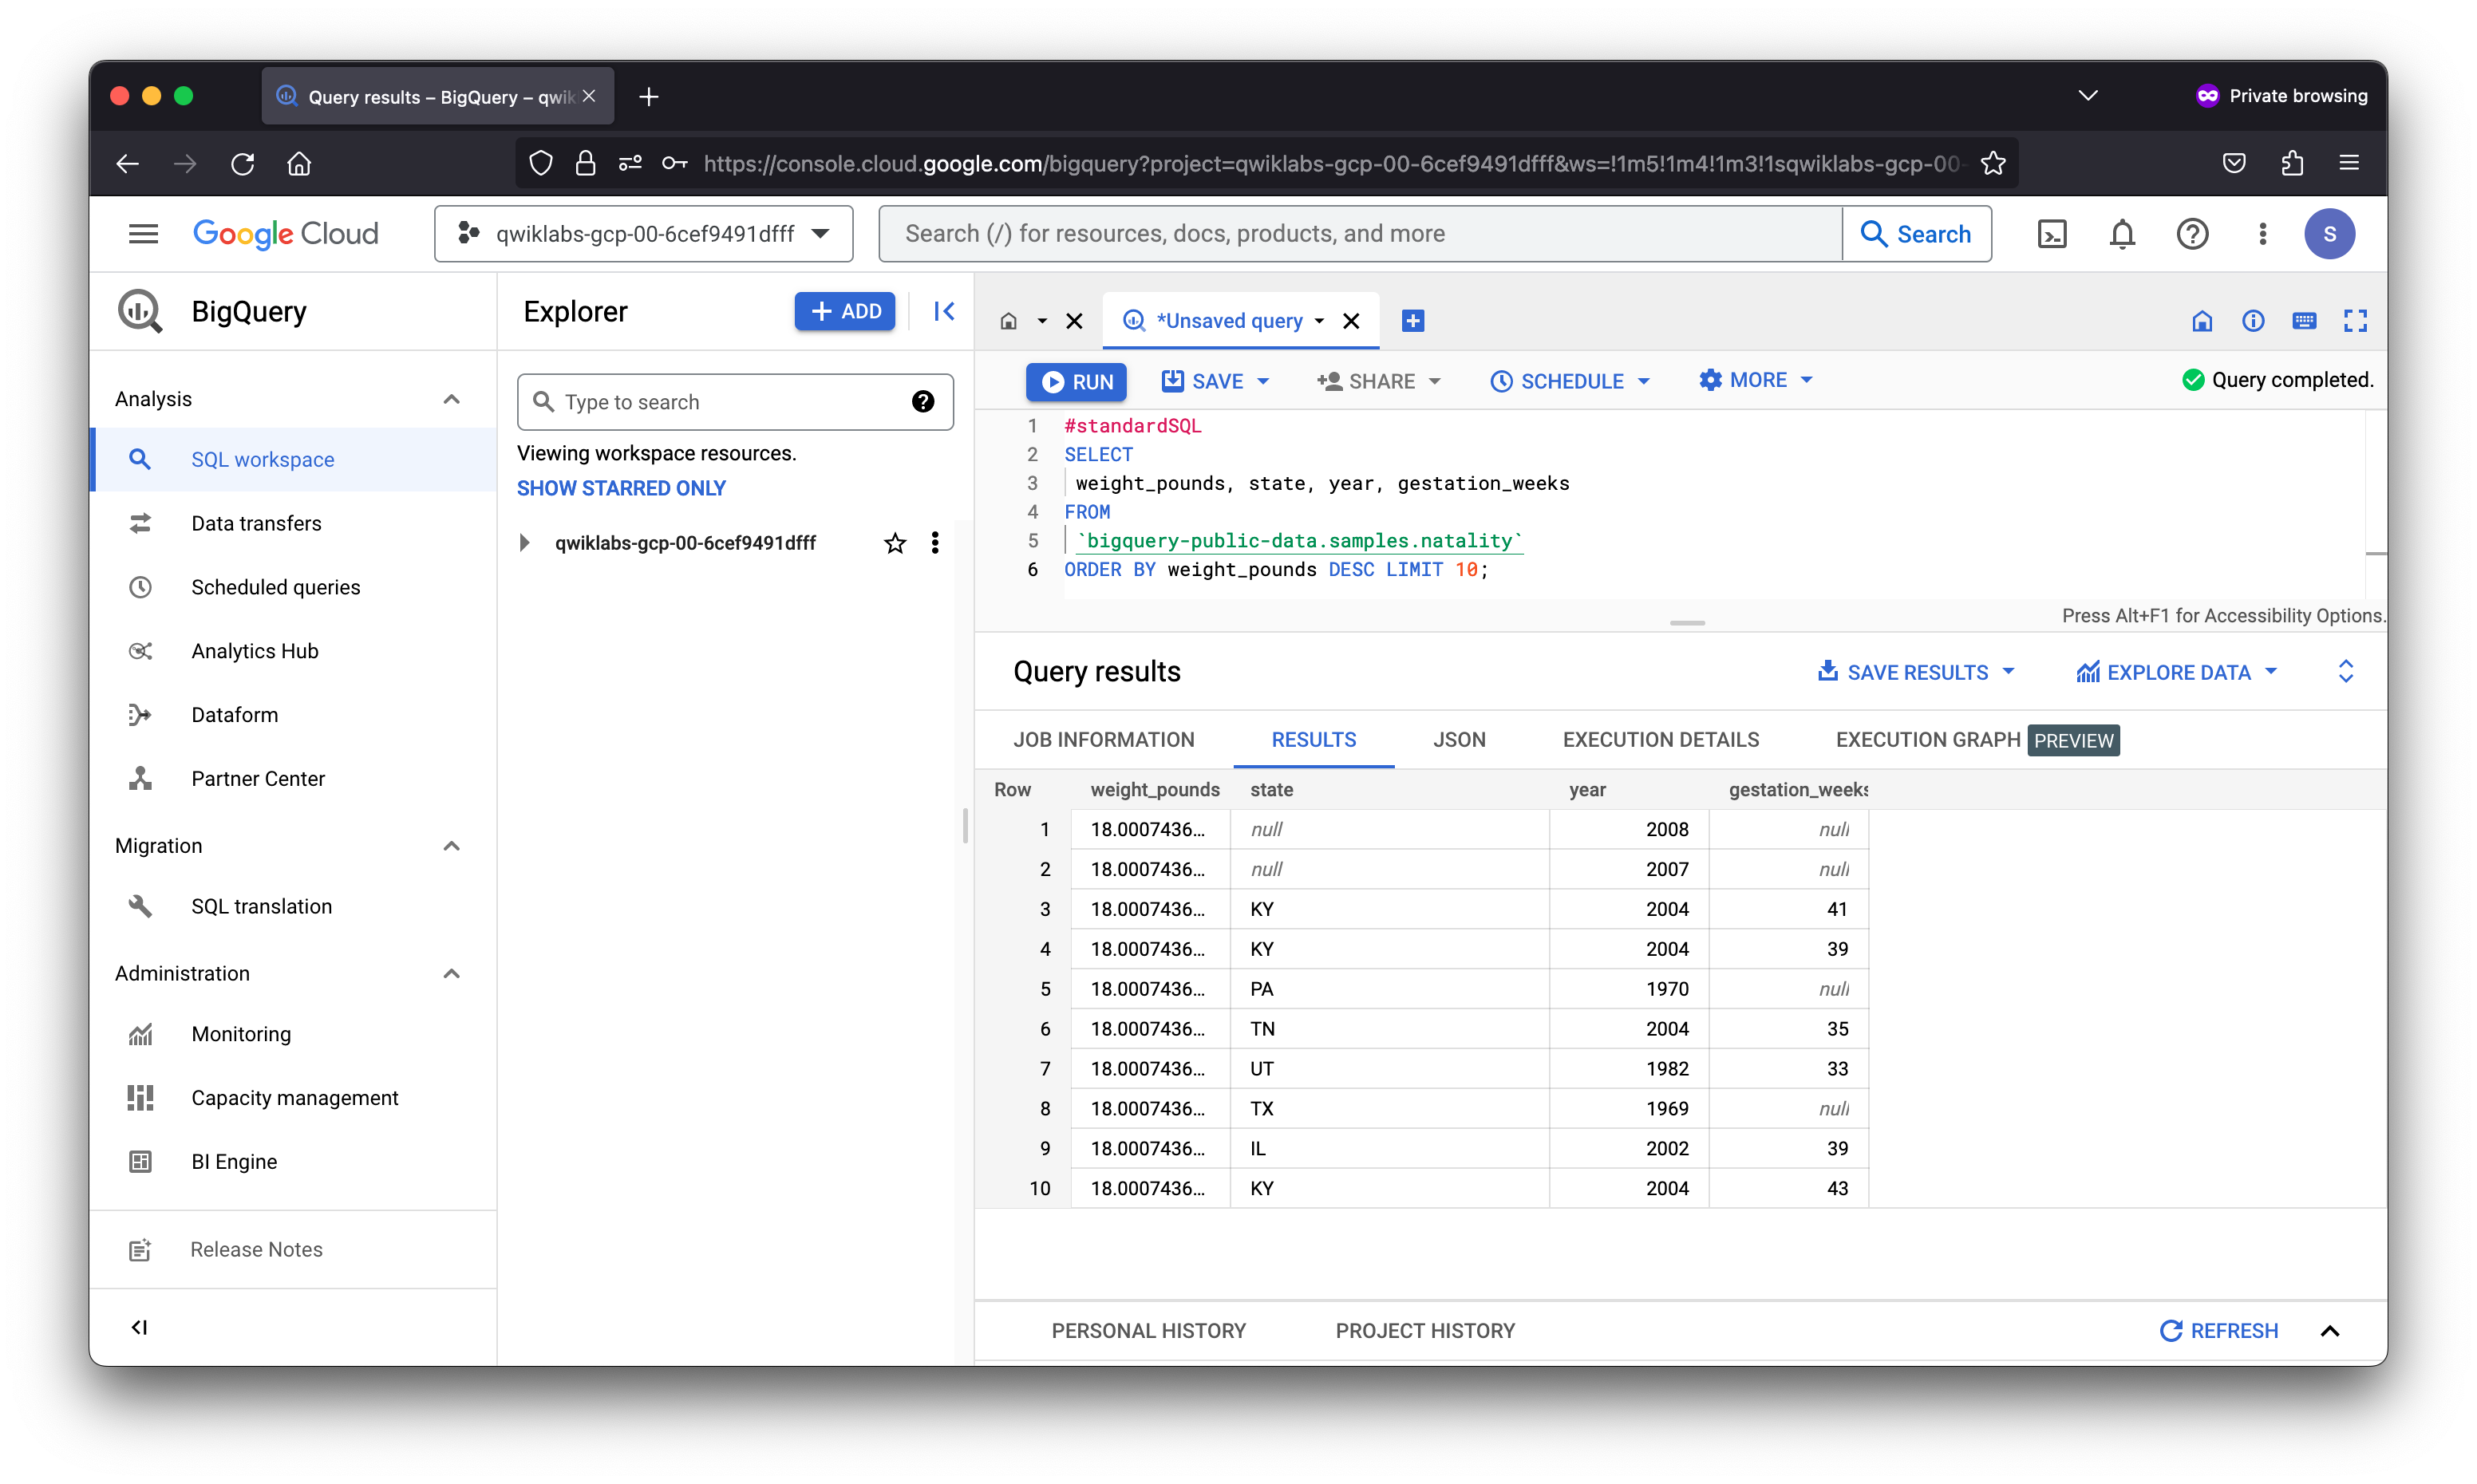 Query results – BigQuery – qwik
Private browsing
https://console.cloud.google.com/bigquery?project=qwiklabs-gcp-00-6cef9491dfff&ws=!1m5!1m4!1m3!1sqwiklabs-gcp-00-
Google Cloud
qwiklabs-gcp-00-6cef9491dfff
Search (/) for resources, docs, products, and more
Search
S
BigQuery
Analysis
SQL workspace
Data transfers
Scheduled queries
Analytics Hub
Dataform
Partner Center
Migration
SQL translation
Administration
Monitoring
Capacity management
BI Engine
Release Notes
Explorer
ADD
Type to search
Viewing workspace resources.
SHOW STARRED ONLY
qwiklabs-gcp-00-6cef9491dfff
*Unsaved query
RUN SAVE SHARE SCHEDULE MORE Query completed.
1 #standardSQL
2 SELECT
3 weight_pounds, state, year, gestation_weeks
4 FROM
5 `bigquery-public-data.samples.natality`
6 ORDER BY weight_pounds DESC LIMIT 10;
Press Alt+F1 for Accessibility Options.
Query results
SAVE RESULTS EXPLORE DATA
JOB INFORMATION RESULTS JSON EXECUTION DETAILS EXECUTION GRAPH PREVIEW
Row weight_pounds state year gestation_weeks
1 18.0007436... null 2008 null
2 18.0007436... null 2007 null
3 18.0007436... KY 2004 41
4 18.0007436... KY 2004 39
5 18.0007436... PA 1970 null
6 18.0007436... TN 2004 35
7 18.0007436... UT 1982 33
8 18.0007436... TX 1969 null
9 18.0007436... IL 2002 39
10 18.0007436... KY 2004 43
PERSONAL HISTORY PROJECT HISTORY REFRESH